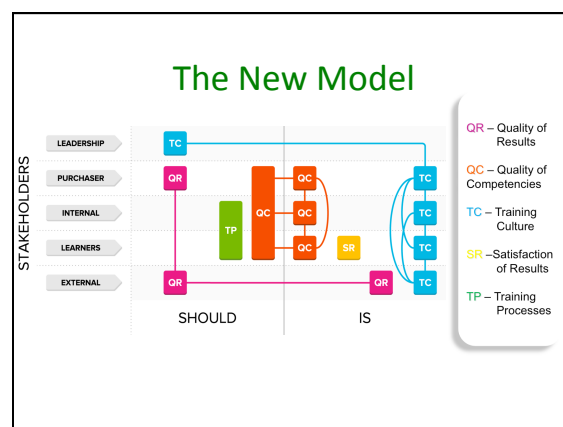 The New Model
STAKEHOLDERS
LEADERSHIP
TC
PURCHASER
QR
QC
TC
INTERNAL
TP
QC
QC
TC
LEARNERS
QC
SR
TC
EXTERNAL
QR
QR
TC
SHOULD
IS
QR – Quality of
Results
QC – Quality of
Competencies
TC – Training
Culture
SR –Satisfaction
of Results
TP – Training
Processes